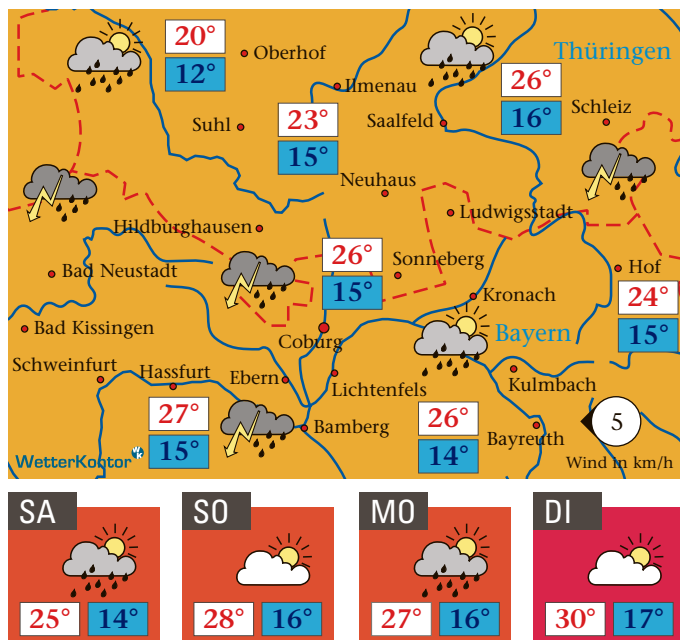 20°
12°
Oberhof
Ilmenau
Thüringen
26°
16°
Schleiz
Suhl
23°
15°
Saalfeld
Neuhaus
Ludwigsstadt
Hildburghausen
Bad Neustadt
26°
15°
Sonneberg
Hof
24°
15°
Kronach
Bad Kissingen
Coburg
Bayern
Schweinfurt
Hassfurt
Ebern
Lichtenfels
Kulmbach
27°
15°
Bamberg
26°
14°
Bayreuth
5
Wind in km/h
WetterKontor
SA
25° 14°
SO
28° 16°
MO
27° 16°
DI
30° 17°